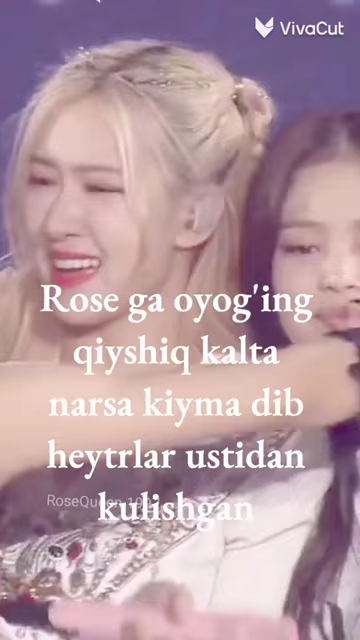 VivaCut
Rose ga oyog'ing
qiyshiq kalta
narsa kiyma dib
heytrlar ustidan
kulishgan